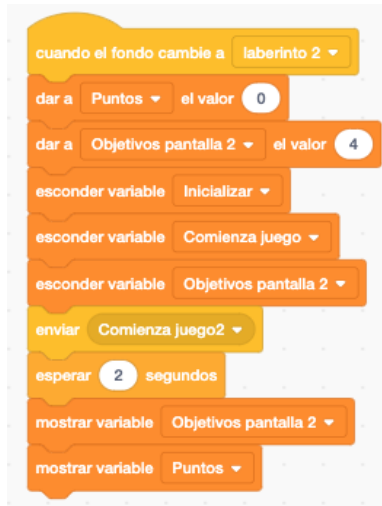 cuando el fondo cambie a laberinto 2
dar a Puntos el valor 0
dar a Objetivos pantalla 2 el valor 4
esconder variable Inicializar
esconder variable Comienza juego
esconder variable Objetivos pantalla 2
enviar Comienza juego2
esperar 2 segundos
mostrar variable Objetivos pantalla 2
mostrar variable Puntos